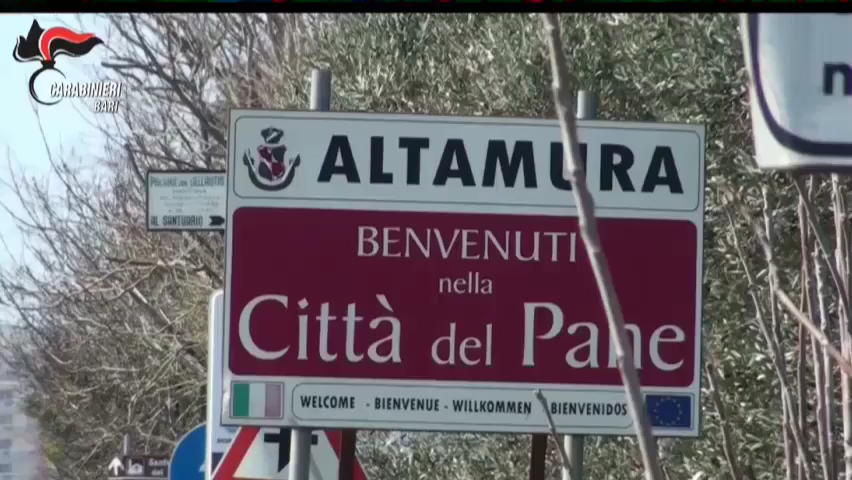 CARABINIERI
BARI
ALTAMURA
BENVENUTI
nella
Città del Pane
WELCOME - BIENVENUE - WILLKOMMEN - BIENVENIDOS
AL SANTUARIO